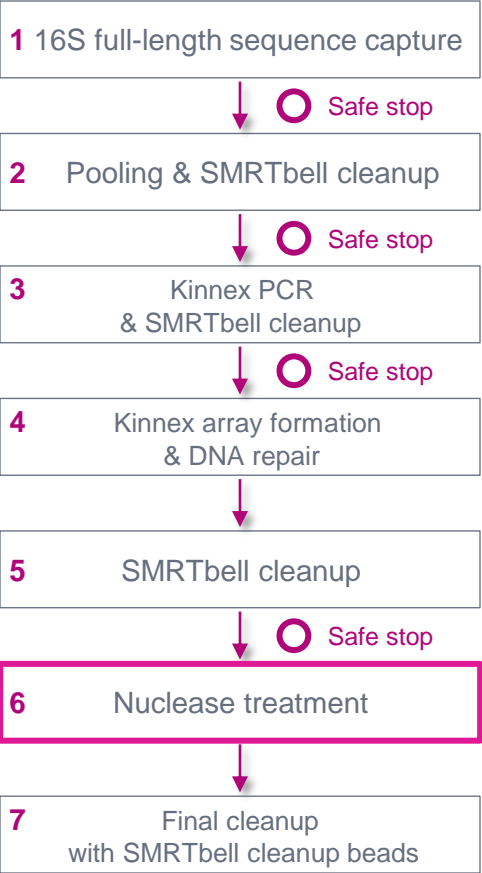 1 16S full-length sequence capture
Safe stop
2 Pooling & SMRTbell cleanup
Safe stop
3 Kinnex PCR
& SMRTbell cleanup
Safe stop
4 Kinnex array formation
& DNA repair
5 SMRTbell cleanup
Safe stop
6 Nuclease treatment
7 Final cleanup
with SMRTbell cleanup beads